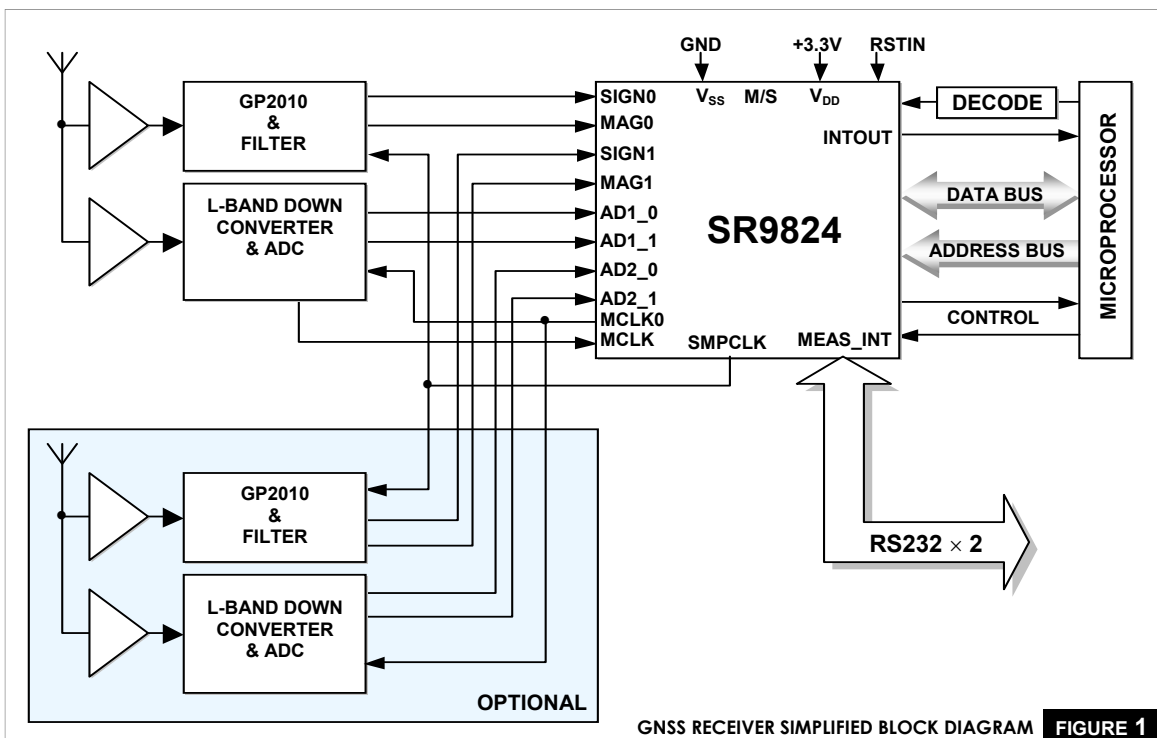 GND
+3.3V
RSTIN
GP2010
&
FILTER
SIGN0
MAG0
SIGN1
MAG1
AD1_0
AD1_1
AD2_0
AD2_1
MCLK0
MCLK
VSS
M/S
VDD
INTOUT
SR9824
SMPCLK
MEAS_INT
DECODE
DATA BUS
ADDRESS BUS
CONTROL
MICROPROCESSOR
L-BAND DOWN
CONVERTER
& ADC
GP2010
&
FILTER
L-BAND DOWN
CONVERTER
& ADC
OPTIONAL
RS232 × 2
GNSS RECEIVER SIMPLIFIED BLOCK DIAGRAM FIGURE 1